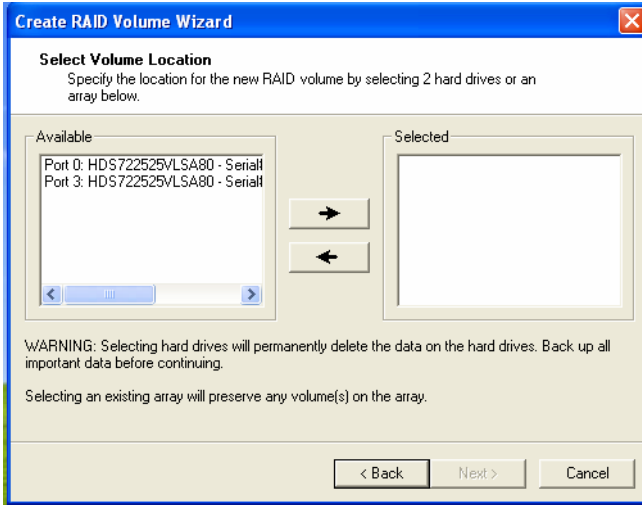 Create RAID Volume Wizard
Select Volume Location
Specify the location for the new RAID volume by selecting 2 hard drives or an
array below.
Available
Selected
Port 0: HDS722525VLSA80 - Serial#
Port 3: HDS722525VLSA80 - Serial#
WARNING: Selecting hard drives will permanently delete the data on the hard drives. Back up all
important data before continuing.
Selecting an existing array will preserve any volume(s) on the array.
< Back
Next >
Cancel